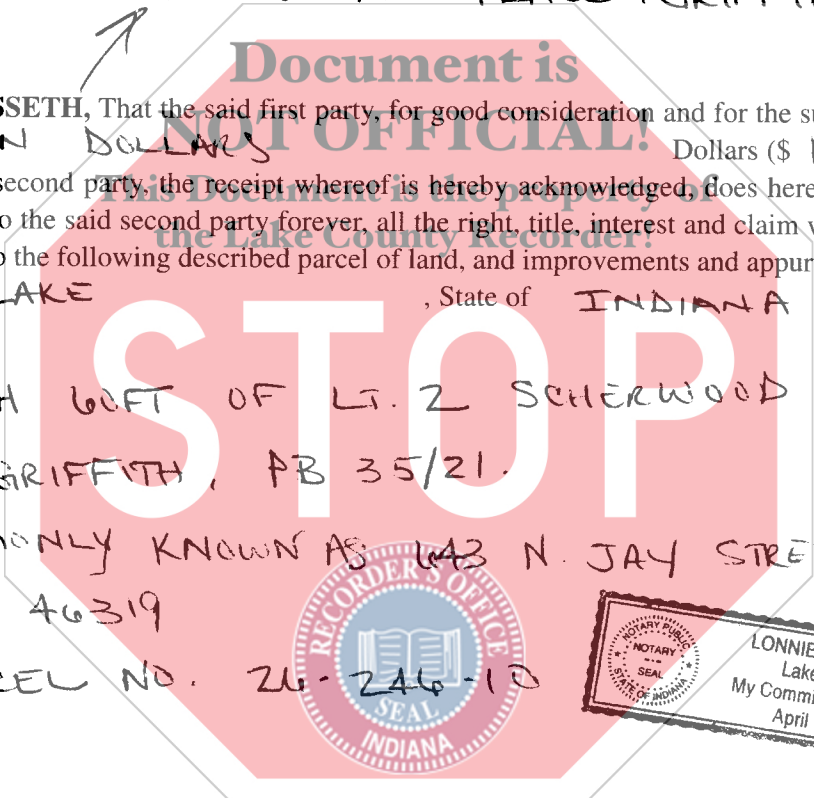 Document is
SSETH, That the said first party, for good consideration and for the su
NOT OFFICIAL!
N DOLLARS Dollars ($
second party, the receipt whereof is hereby acknowledged, does here
This Document is the property of
o the said second party forever, all the right, title, interest and claim
the Lake County Recorder!
the following described parcel of land, and improvements and appur
LAKE , State of INDIANA
STOP
H 60FT OF LT. 2 SCHERWOOD
GRIFFITH, PB 35/21.
ONLY KNOWN AS 643 N. JAY STRE
46319
CEL NO. 26-246-10
RECORDER'S OFFICE
SEAL
INDIANA
NOTARY PUBLIC
NOTARY
SEAL
STATE OF INDIANA
LONNIE
Lake
My Commi
April